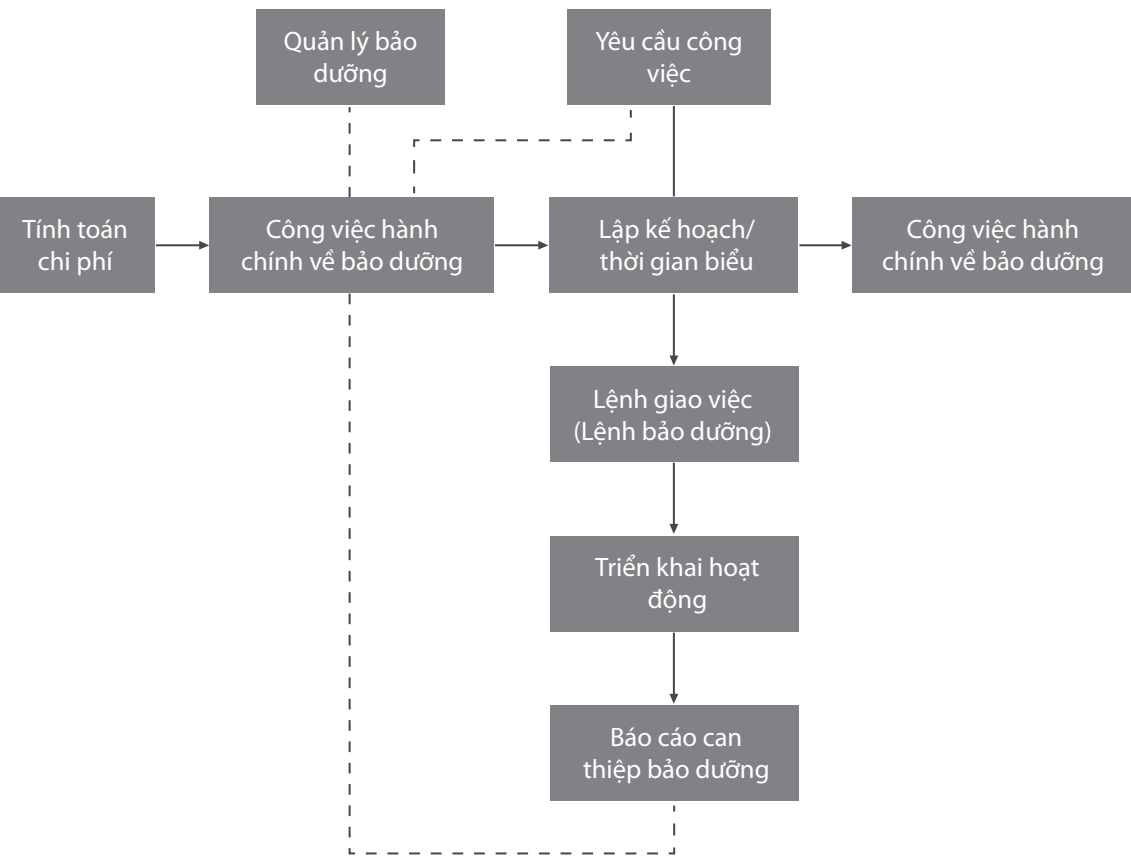 Quản lý bảo
dưỡng
Yêu cầu công
việc
Tính toán
chi phí
Công việc hành
chính về bảo dưỡng
Lập kế hoạch/
thời gian biểu
Công việc hành
chính về bảo dưỡng
Lệnh giao việc
(Lệnh bảo dưỡng)
Triển khai hoạt
động
Báo cáo can
thiệp bảo dưỡng